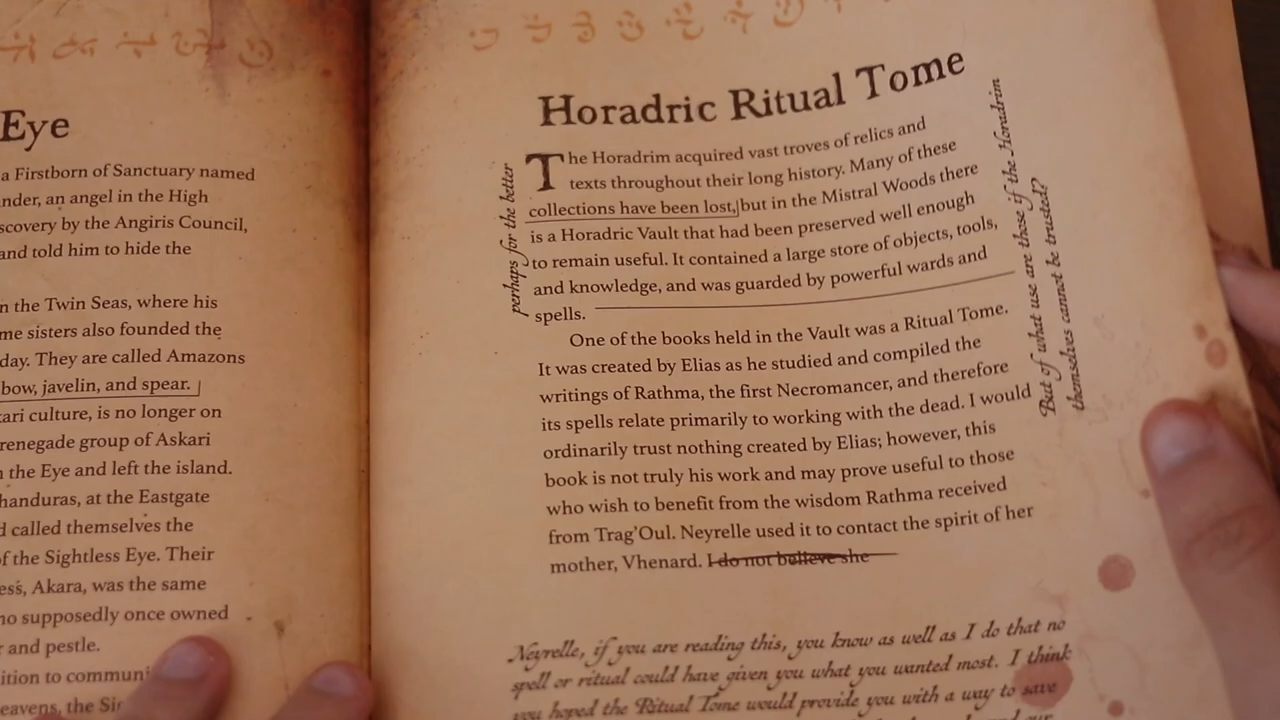 Eye
a Firstborn of Sanctuary named
nder, an angel in the High
scovery by the Angiris Council,
and told him to hide the
n the Twin Seas, where his
me sisters also founded the
day. They are called Amazons
bow, javelin, and spear.
kari culture, is no longer on
renegade group of Askari
n the Eye and left the island.
handuras, at the Eastgate
d called themselves the
of the Sightless Eye. Their
ess, Akara, was the same
ho supposedly once owned
r and pestle.
ition to communi
eavens, the
Horadric Ritual Tome
The Horadrim acquired vast troves of relics and
texts throughout their long history. Many of these
collections have been lost, but in the Mistral Woods there
is a Horadric Vault that had been preserved well enough
to remain useful. It contained a large store of objects, tools,
and knowledge, and was guarded by powerful wards and
spells.
One of the books held in the Vault was a Ritual Tome.
It was created by Elias as he studied and compiled the
writings of Rathma, the first Necromancer, and therefore
its spells relate primarily to working with the dead. I would
ordinarily trust nothing created by Elias; however, this
book is not truly his work and may prove useful to those
who wish to benefit from the wisdom Rathma received
from Trag'Oul. Neyrelle used it to contact the spirit of her
mother, Vhenard. I do not believe she
perhaps for the better
But of what use are those if the Horadrim
themselves cannot be trusted?
Neyrelle, if you are reading this, you know as well as I do that no
spell or ritual could have given you what you wanted most. I think
you hoped the Ritual Tome would provide you with a way to save